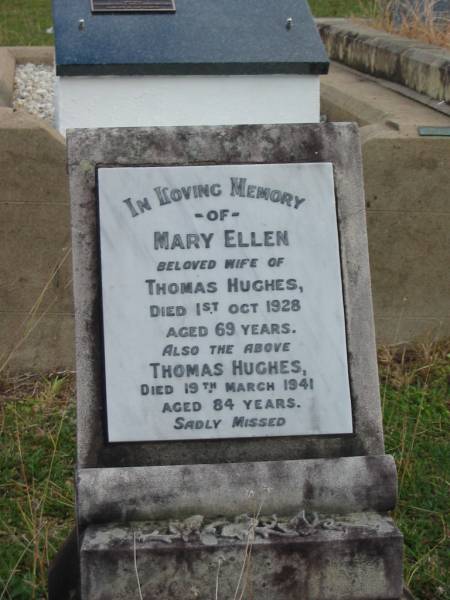 In Loving Memory
-OF-
MARY ELLEN
BELOVED WIFE OF
THOMAS HUGHES,
DIED 1ST OCT 1928
AGED 69 YEARS.
ALSO THE ABOVE
THOMAS HUGHES,
DIED 19TH MARCH 1941
AGED 84 YEARS.
SADLY MISSED